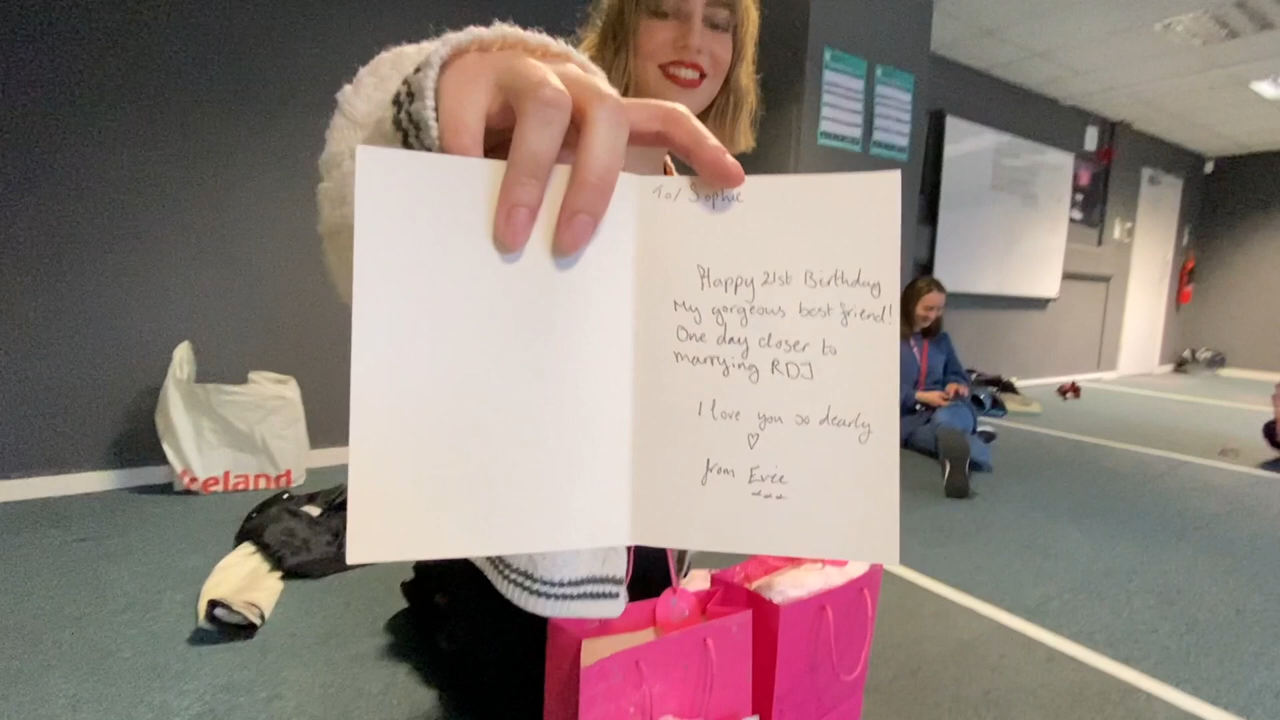 To/ Sophie
Happy 21st Birthday
My gorgeous best friend!
One day closer to
marrying RDJ
I love you so dearly
from Evie
Iceland